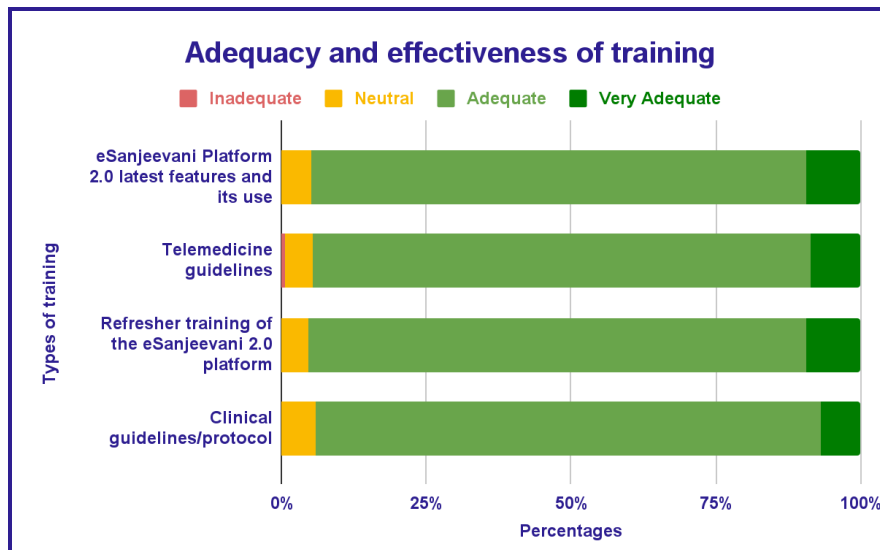 Adequacy and effectiveness of training
Inadequate Neutral Adequate Very Adequate
Types of training
eSanjeevani Platform
2.0 latest features and
its use
Telemedicine
guidelines
Refresher training of
the eSanjeevani 2.0
platform
Clinical
guidelines/protocol
0% 25% 50% 75% 100%
Percentages